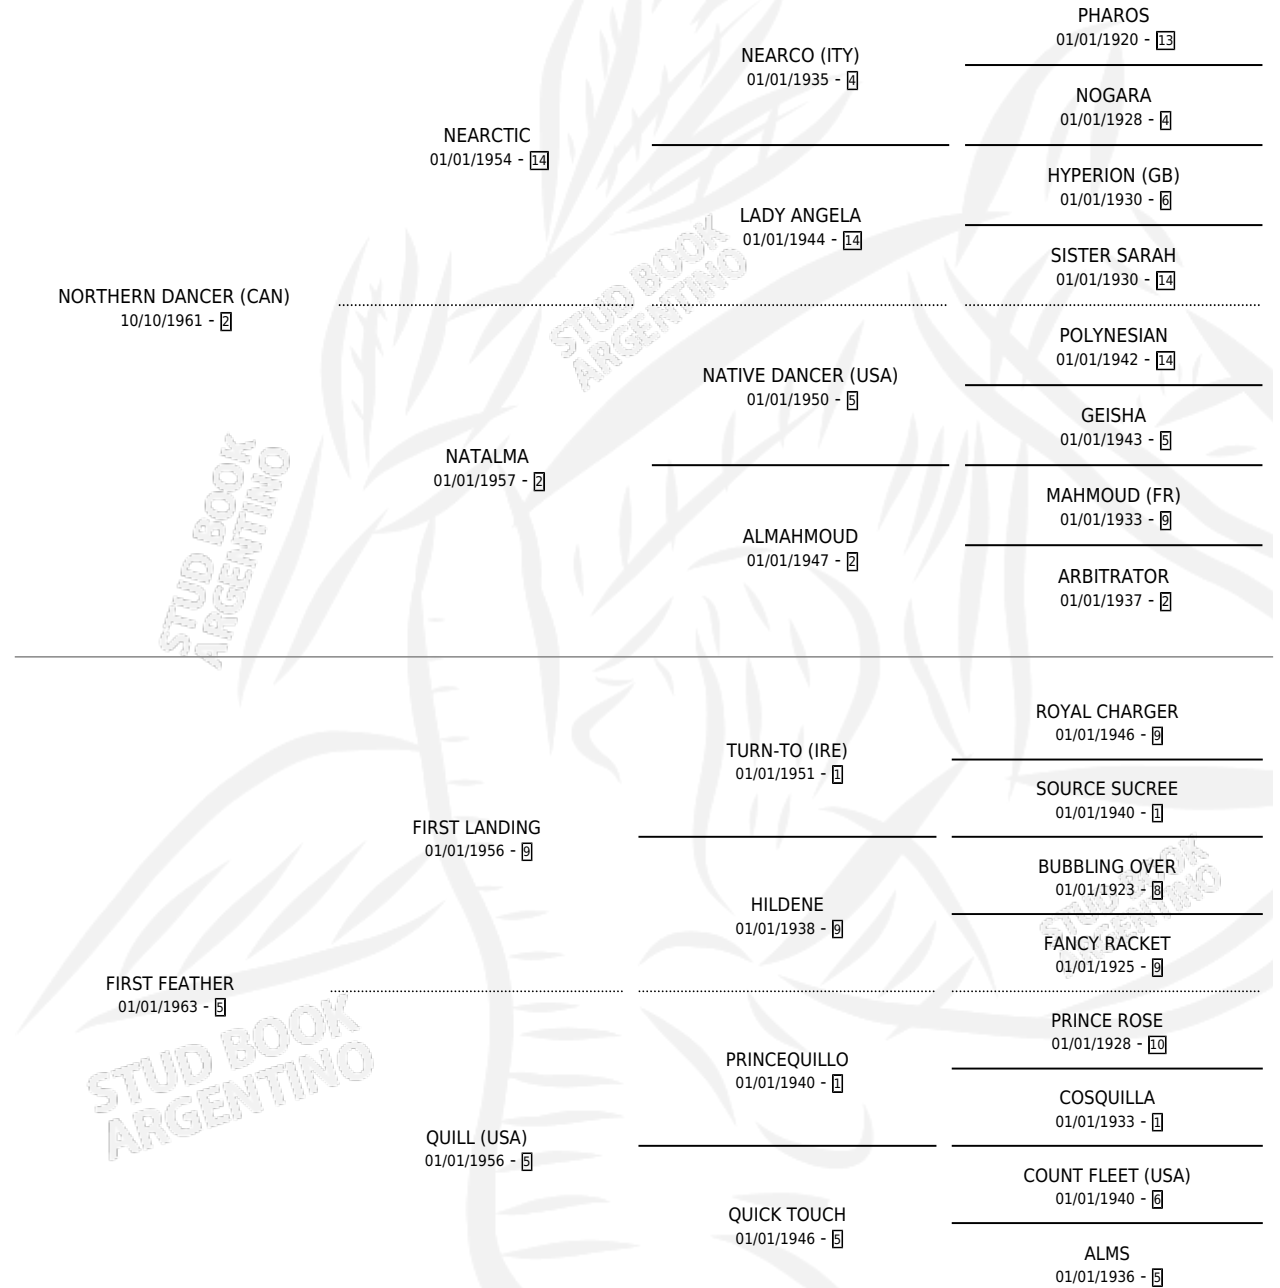 PHAROS
01/01/1920 - 13
NEARCO (ITY)
01/01/1935 - 4
NOGARA
01/01/1928 - 4
NEARCTIC
01/01/1954 - 14
HYPERION (GB)
01/01/1930 - 6
LADY ANGELA
01/01/1944 - 14
SISTER SARAH
01/01/1930 - 14
NORTHERN DANCER (CAN)
10/10/1961 - 2
POLYNESIAN
01/01/1942 - 14
NATIVE DANCER (USA)
01/01/1950 - 5
GEISHA
01/01/1943 - 5
NATALMA
01/01/1957 - 2
MAHMOUD (FR)
01/01/1933 - 9
ALMAHMOUD
01/01/1947 - 2
ARBITRATOR
01/01/1937 - 2
ROYAL CHARGER
01/01/1946 - 9
TURN-TO (IRE)
01/01/1951 - 1
SOURCE SUCREE
01/01/1940 - 1
FIRST LANDING
01/01/1956 - 9
BUBBLING OVER
01/01/1923 - 8
HILDENE
01/01/1938 - 9
FANCY RACKET
01/01/1925 - 9
FIRST FEATHER
01/01/1963 - 5
PRINCE ROSE
01/01/1928 - 10
PRINCEQUILLO
01/01/1940 - 1
COSQUILLA
01/01/1933 - 1
QUILL (USA)
01/01/1956 - 5
COUNT FLEET (USA)
01/01/1940 - 6
QUICK TOUCH
01/01/1946 - 5
ALMS
01/01/1936 - 5
STUD BOOK
ARGENTINO
STUD BOOK
ARGENTINO
STUD BOOK
ARGENTINO
STUD BOOK
ARGENTINO